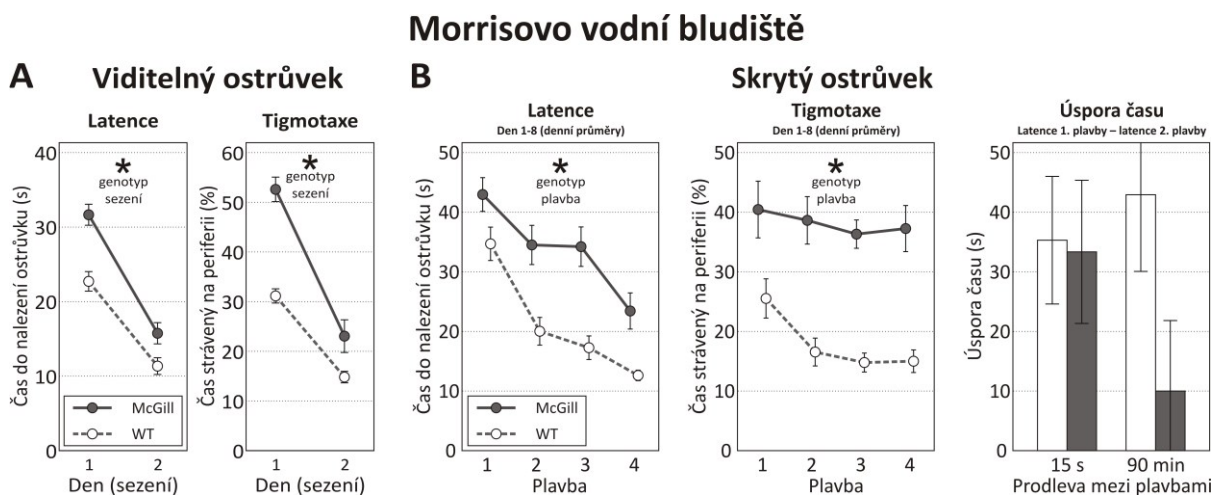 Morrisovo vodní bludiště
A
Viditelný ostrůvek
Latence
Čas do nalezení ostrůvku (s)
40
30
20
10
0
*
genotyp
sezení
McGill
WT
1 2
Den (sezení)
Tigmotaxe
Čas strávený na periferii (%)
60
50
40
30
20
10
0
*
genotyp
sezení
1 2
Den (sezení)
B
Skrytý ostrůvek
Latence
Den 1-8 (denní průměry)
Čas do nalezení ostrůvku (s)
50
40
30
20
10
0
*
genotyp
plavba
McGill
WT
1 2 3 4
Plavba
Tigmotaxe
Den 1-8 (denní průměry)
Čas strávený na periferii (%)
50
40
30
20
10
0
*
genotyp
plavba
1 2 3 4
Plavba
Úspora času
Latence 1. plavby – latence 2. plavby
Úspora času (s)
50
40
30
20
10
0
15 s 90 min
Prodleva mezi plavbami